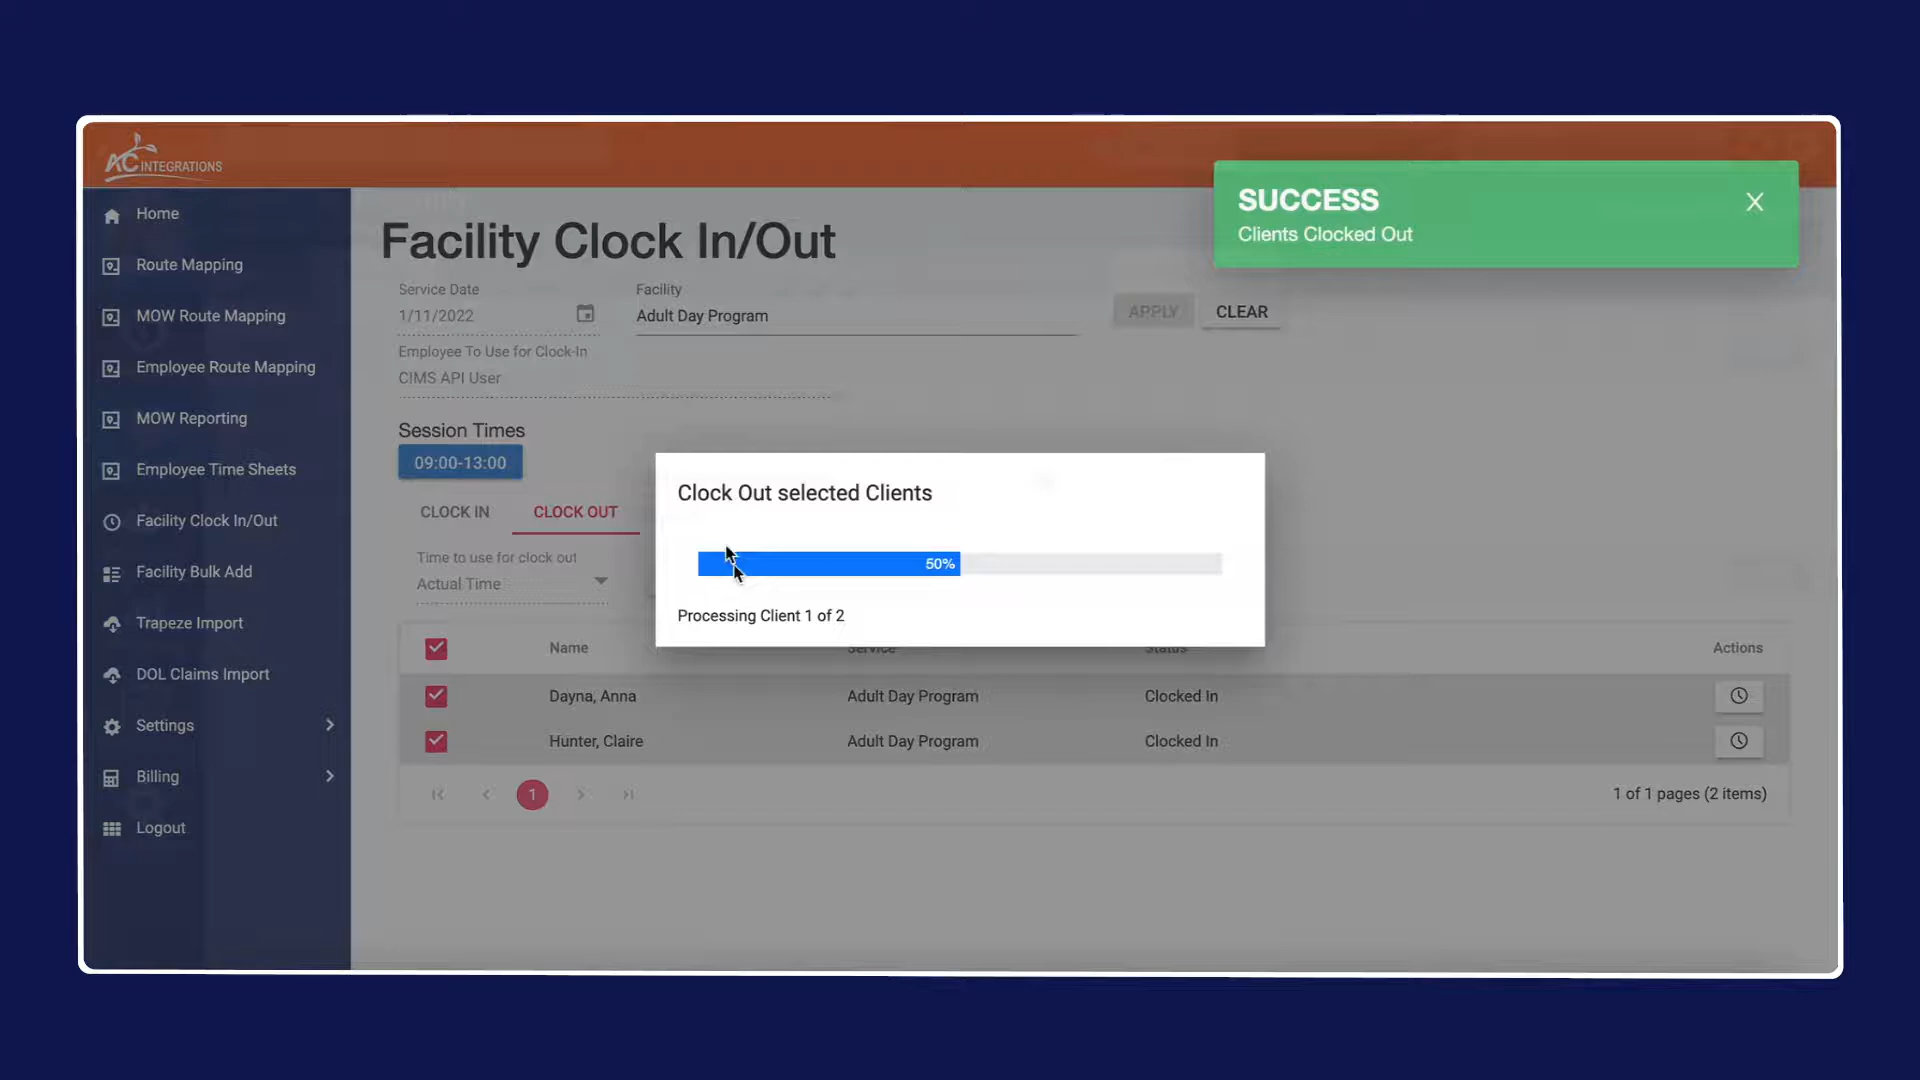 AC INTEGRATIONS
SUCCESS
Clients Clocked Out
Home
Route Mapping
MOW Route Mapping
Employee Route Mapping
MOW Reporting
Employee Time Sheets
Facility Clock In/Out
Facility Bulk Add
Trapeze Import
DOL Claims Import
Settings
Billing
Logout
Facility Clock In/Out
Service Date
1/11/2022
Facility
Adult Day Program
APPLY
CLEAR
Employee To Use for Clock-In
CIMS API User
Session Times
09:00-13:00
CLOCK IN
CLOCK OUT
Time to use for clock out
Actual Time
Clock Out selected Clients
50%
Processing Client 1 of 2
Name
Service
Status
Actions
Dayna, Anna
Adult Day Program
Clocked In
Hunter, Claire
Adult Day Program
Clocked In
1
1 of 1 pages (2 items)